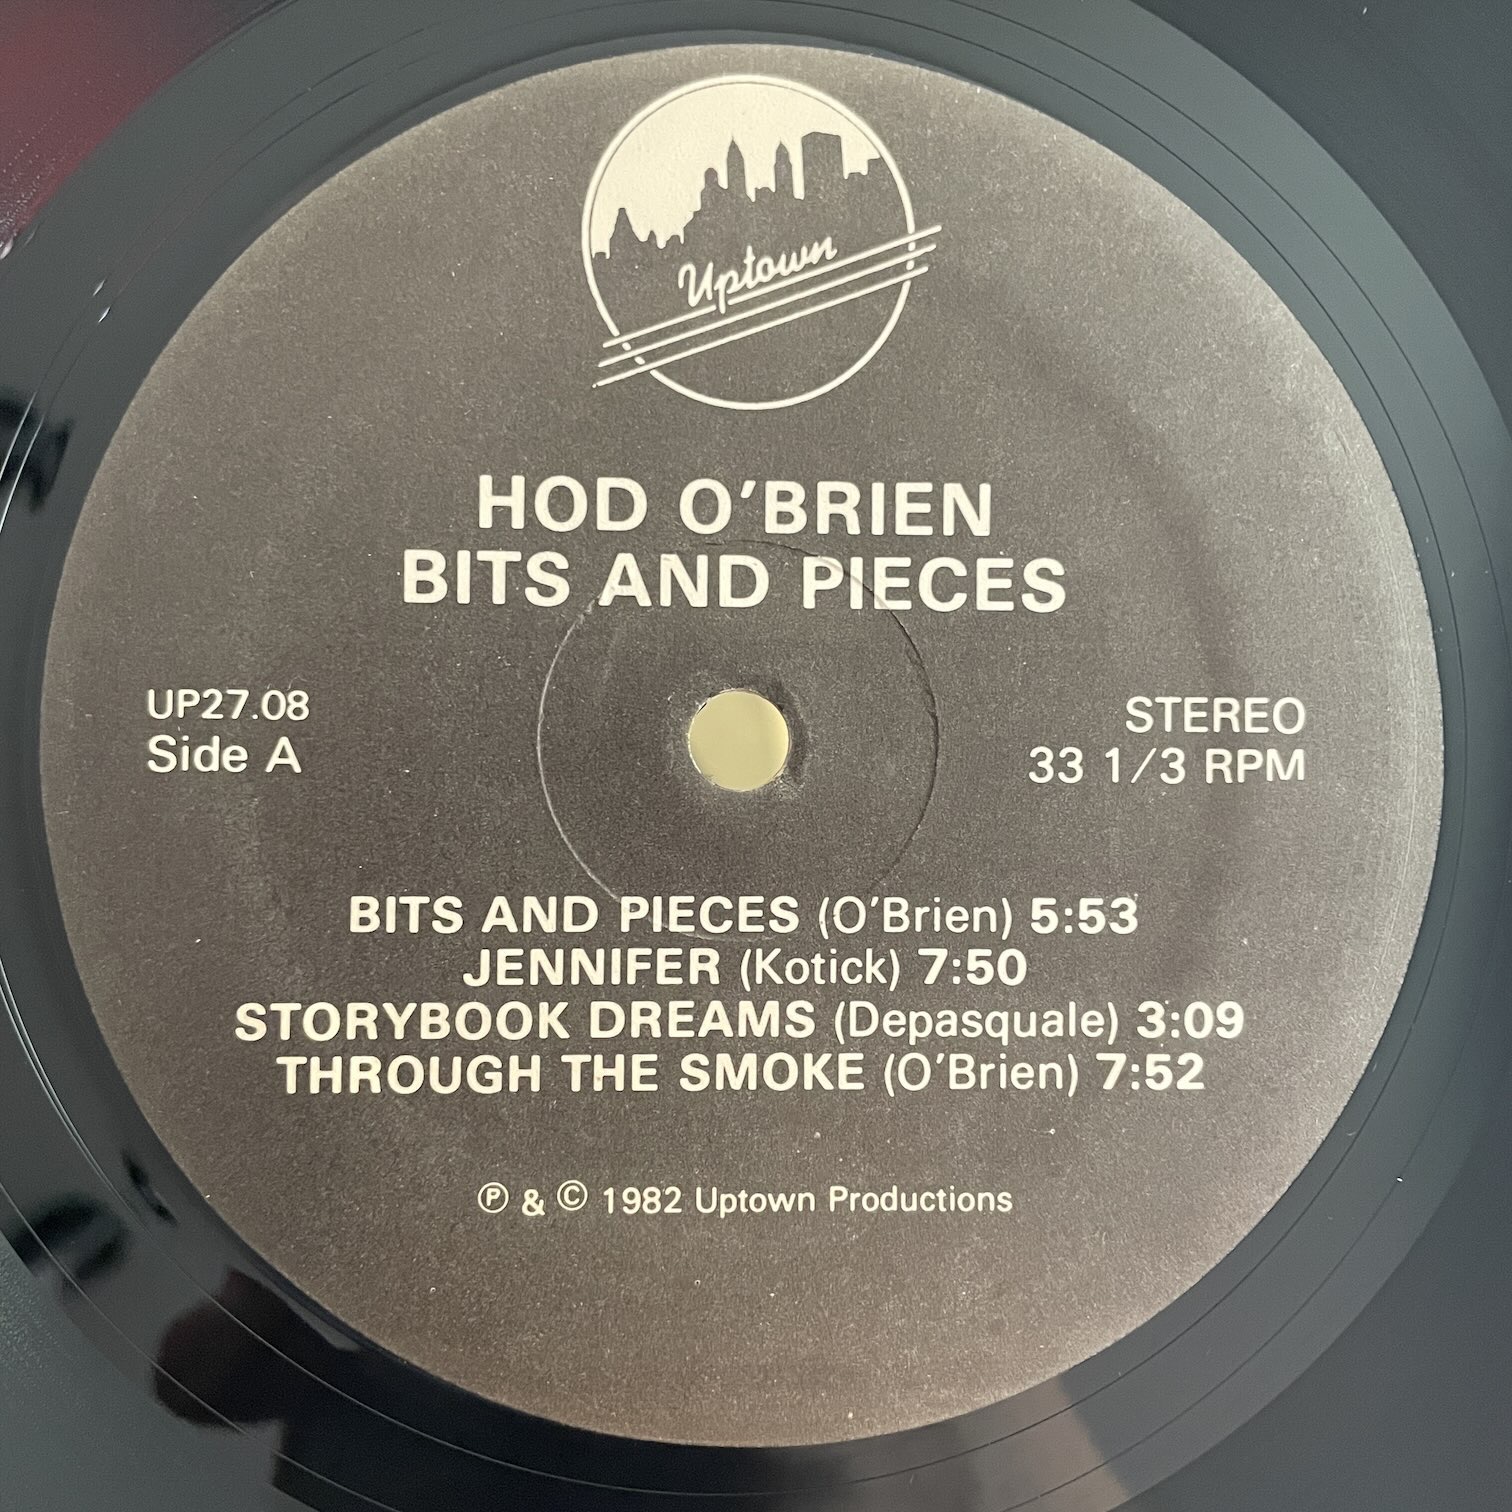 Uptown
HOD O'BRIEN
BITS AND PIECES
UP27.08
Side A
STEREO
33 1/3 RPM
BITS AND PIECES (O'Brien) 5:53
JENNIFER (Kotick) 7:50
STORYBOOK DREAMS (Depasquale) 3:09
THROUGH THE SMOKE (O'Brien) 7:52
℗ & © 1982 Uptown Productions